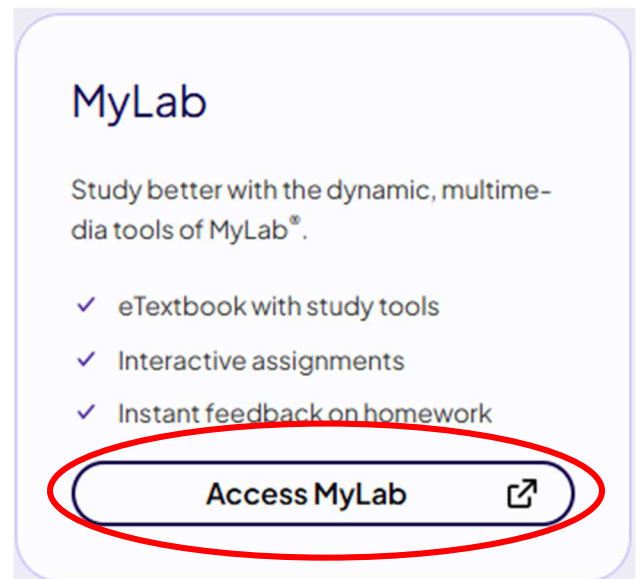 MyLab
Study better with the dynamic, multime-
dia tools of MyLab®.
eTextbook with study tools
Interactive assignments
Instant feedback on homework
Access MyLab